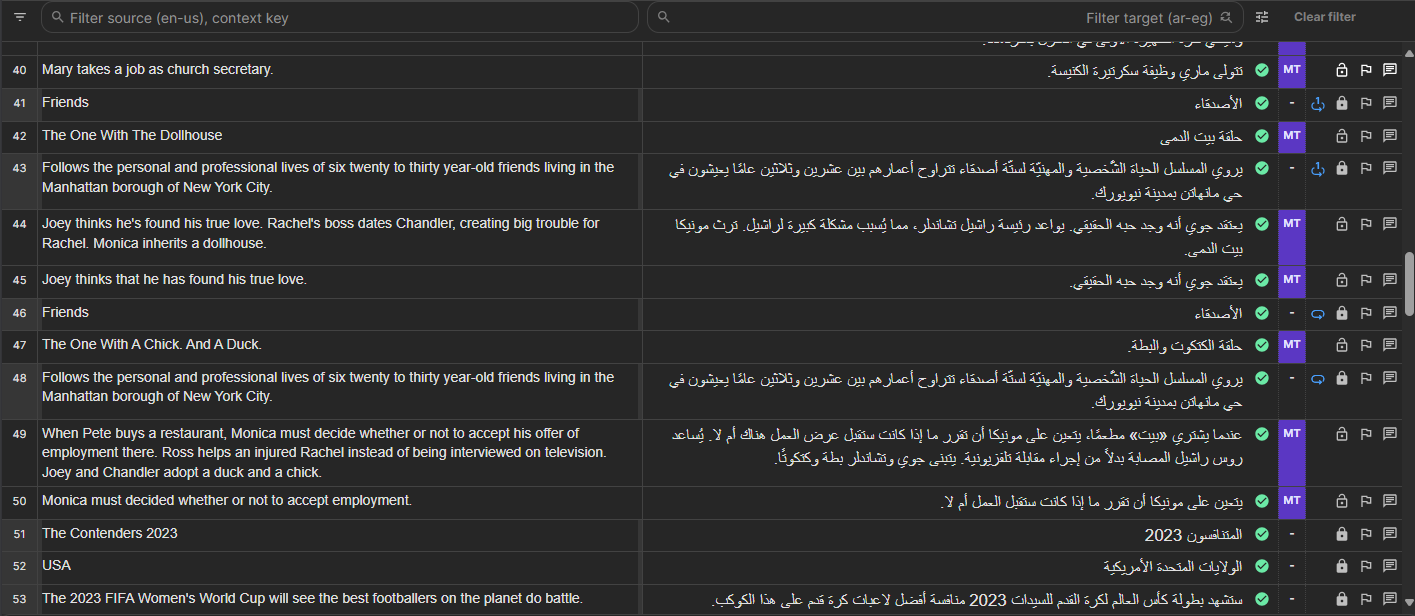 Filter source (en-us), context key
Filter target (ar-eg)
Clear filter
40
Mary takes a job as church secretary.
تتولى ماري وظيفة سكرتيرة الكنيسة.
MT
41
Friends
الأصدقاء
-
42
The One With The Dollhouse
حلقة بيت الدمى
MT
43
Follows the personal and professional lives of six twenty to thirty year-old friends living in the
Manhattan borough of New York City.
يروي المسلسل الحياة الشّخصية والمهنيّة لستّة أصدقاء تتراوح أعمارهم بين عشرين وثلاثين عامًا يعيشون في
حي مانهاتن بمدينة نيويورك.
-
44
Joey thinks he's found his true love. Rachel's boss dates Chandler, creating big trouble for
Rachel. Monica inherits a dollhouse.
يعتقد جوي أنه وجد حبه الحقيقي. يواعد رئيسة راشيل تشاندلر، مما يُسبب مشكلة كبيرة لراشيل. ترث مونيكا
بيت الدمى.
MT
45
Joey thinks that he has found his true love.
يعتقد جوي أنه وجد حبه الحقيقي.
MT
46
Friends
الأصدقاء
-
47
The One With A Chick. And A Duck.
حلقة الكتكوت والبطة.
MT
48
Follows the personal and professional lives of six twenty to thirty year-old friends living in the
Manhattan borough of New York City.
يروي المسلسل الحياة الشّخصية والمهنيّة لستّة أصدقاء تتراوح أعمارهم بين عشرين وثلاثين عامًا يعيشون في
حي مانهاتن بمدينة نيويورك.
-
49
When Pete buys a restaurant, Monica must decide whether or not to accept his offer of
employment there. Ross helps an injured Rachel instead of being interviewed on television.
Joey and Chandler adopt a duck and a chick.
عندما يشتري «بيت» مطعمًا، يتعين على مونيكا أن تقرر ما إذا كانت ستقبل عرض العمل هناك أم لا. يُساعد
روس راشيل المصابة بدلاً من إجراء مقابلة تلفزيونية. يتبنى جوي وتشاندلر بطة وكتكوتًا.
MT
50
Monica must decided whether or not to accept employment.
يتعين على مونيكا أن تقرر ما إذا كانت ستقبل العمل أم لا.
MT
51
The Contenders 2023
المتنافسون 2023
-
52
USA
الولايات المتحدة الأمريكية
-
53
The 2023 FIFA Women's World Cup will see the best footballers on the planet do battle.
ستشهد بطولة كأس العالم لكرة القدم للسيدات 2023 منافسة أفضل لاعبات كرة قدم على هذا الكوكب.
-